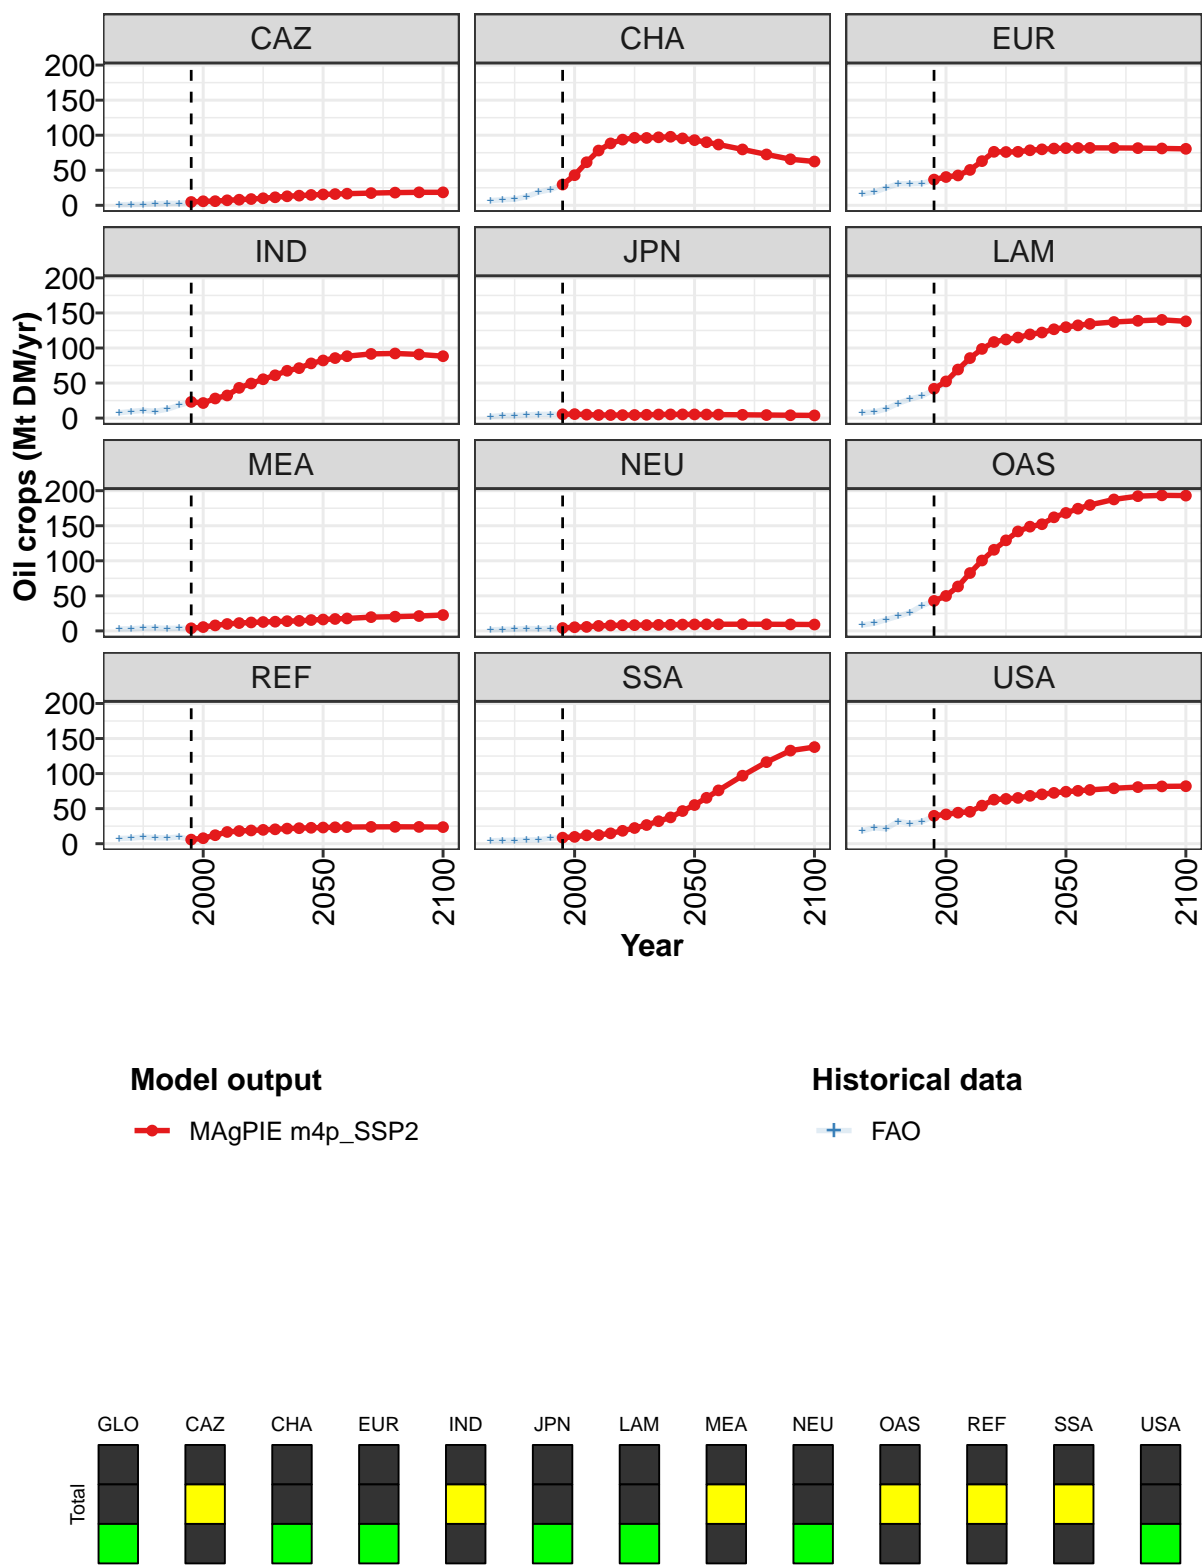 CAZ CHA EUR
200
150
100
50
0
IND JPN LAM
200
150
100
50
0
MEA NEU OAS
200
150
100
50
0
REF SSA USA
200
150
100
50
0
Oil crops (Mt DM/yr)
2000 2050 2100 2000 2050 2100 2000 2050 2100
Year
Model output Historical data
MAgPIE m4p_SSP2 FAO
GLO CAZ CHA EUR IND JPN LAM MEA NEU OAS REF SSA USA
Total